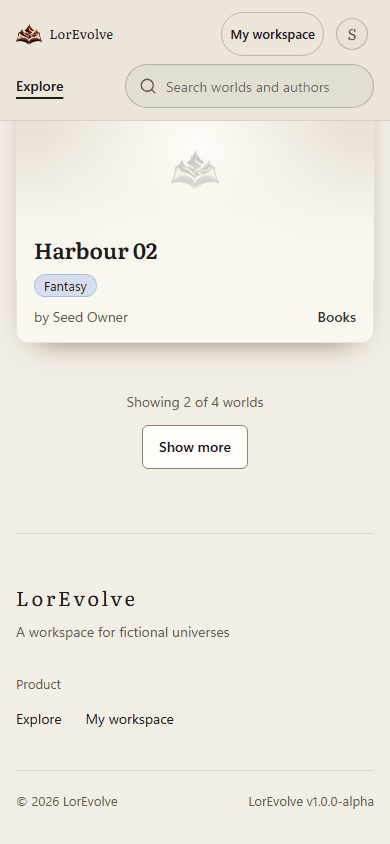 LorEvolve
My workspace
S
Explore
Search worlds and authors
Harbour 02
Fantasy
by Seed Owner
Books
Showing 2 of 4 worlds
Show more
LorEvolve
A workspace for fictional universes
Product
Explore
My workspace
© 2026 LorEvolve
LorEvolve v1.0.0-alpha